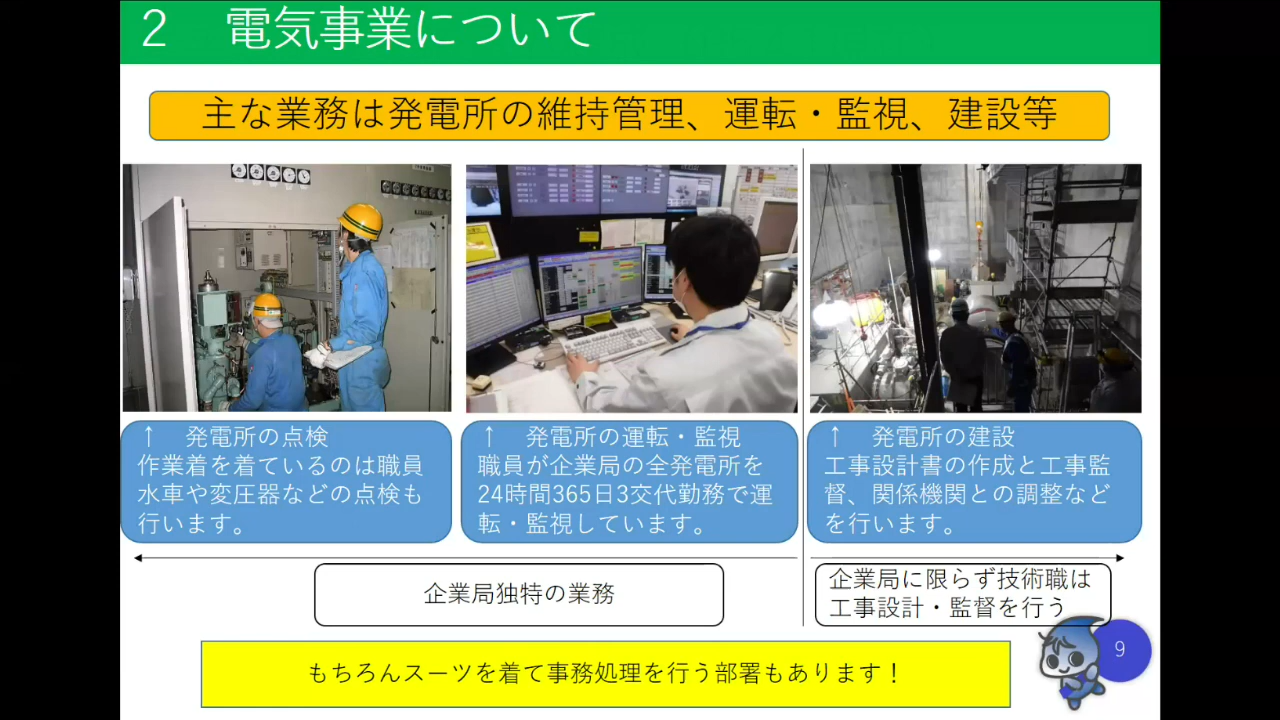 2 電気事業について
主な業務は発電所の維持管理、運転・監視、建設等
↑ 発電所の点検
作業着を着ているのは職員
水車や変圧器などの点検も
行います。
↑ 発電所の運転・監視
職員が企業局の全発電所を
24時間365日3交代勤務で運
転・監視しています。
↑ 発電所の建設
工事設計書の作成と工事監
督、関係機関との調整など
を行います。
企業局独特の業務
企業局に限らず技術職は
工事設計・監督を行う
もちろんスーツを着て事務処理を行う部署もあります!
9